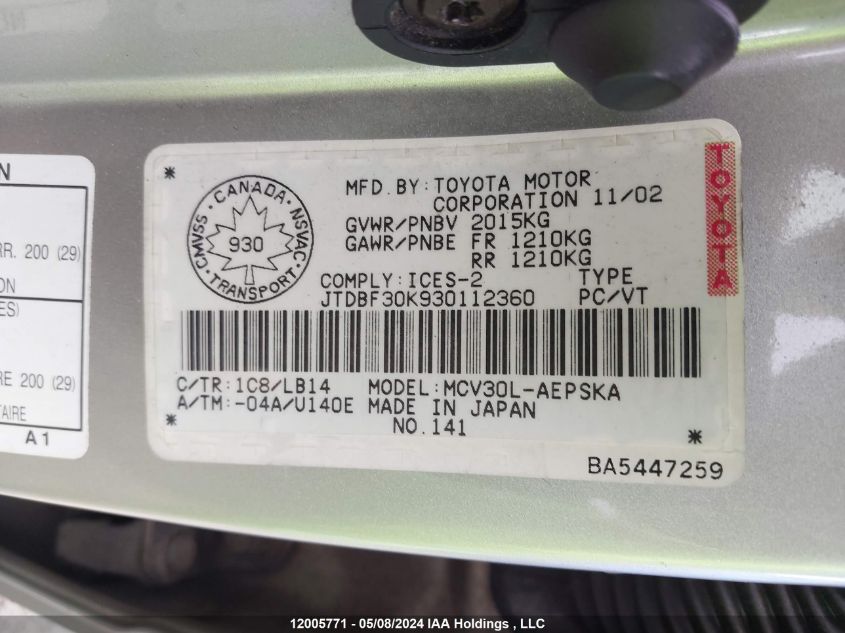 N
RR. 200 (29)
ION
ES)
RE 200 (29)
TAIRE
A1
CANADA · NSVAC · TRANSPORT · CMVSS ·
930
MFD.BY:TOYOTA MOTOR
CORPORATION 11/02
GVWR/PNBV 2015KG
GAWR/PNBE FR 1210KG
RR 1210KG
COMPLY:ICES-2 TYPE
JTDBF30K930112360 PC/VT
TOYOTA
C/TR:1C8/LB14 MODEL:MCV30L-AEPSKA
A/TM:-04A/U140E MADE IN JAPAN
NO.141
BA5447259
12005771 - 05/08/2024 IAA Holdings , LLC